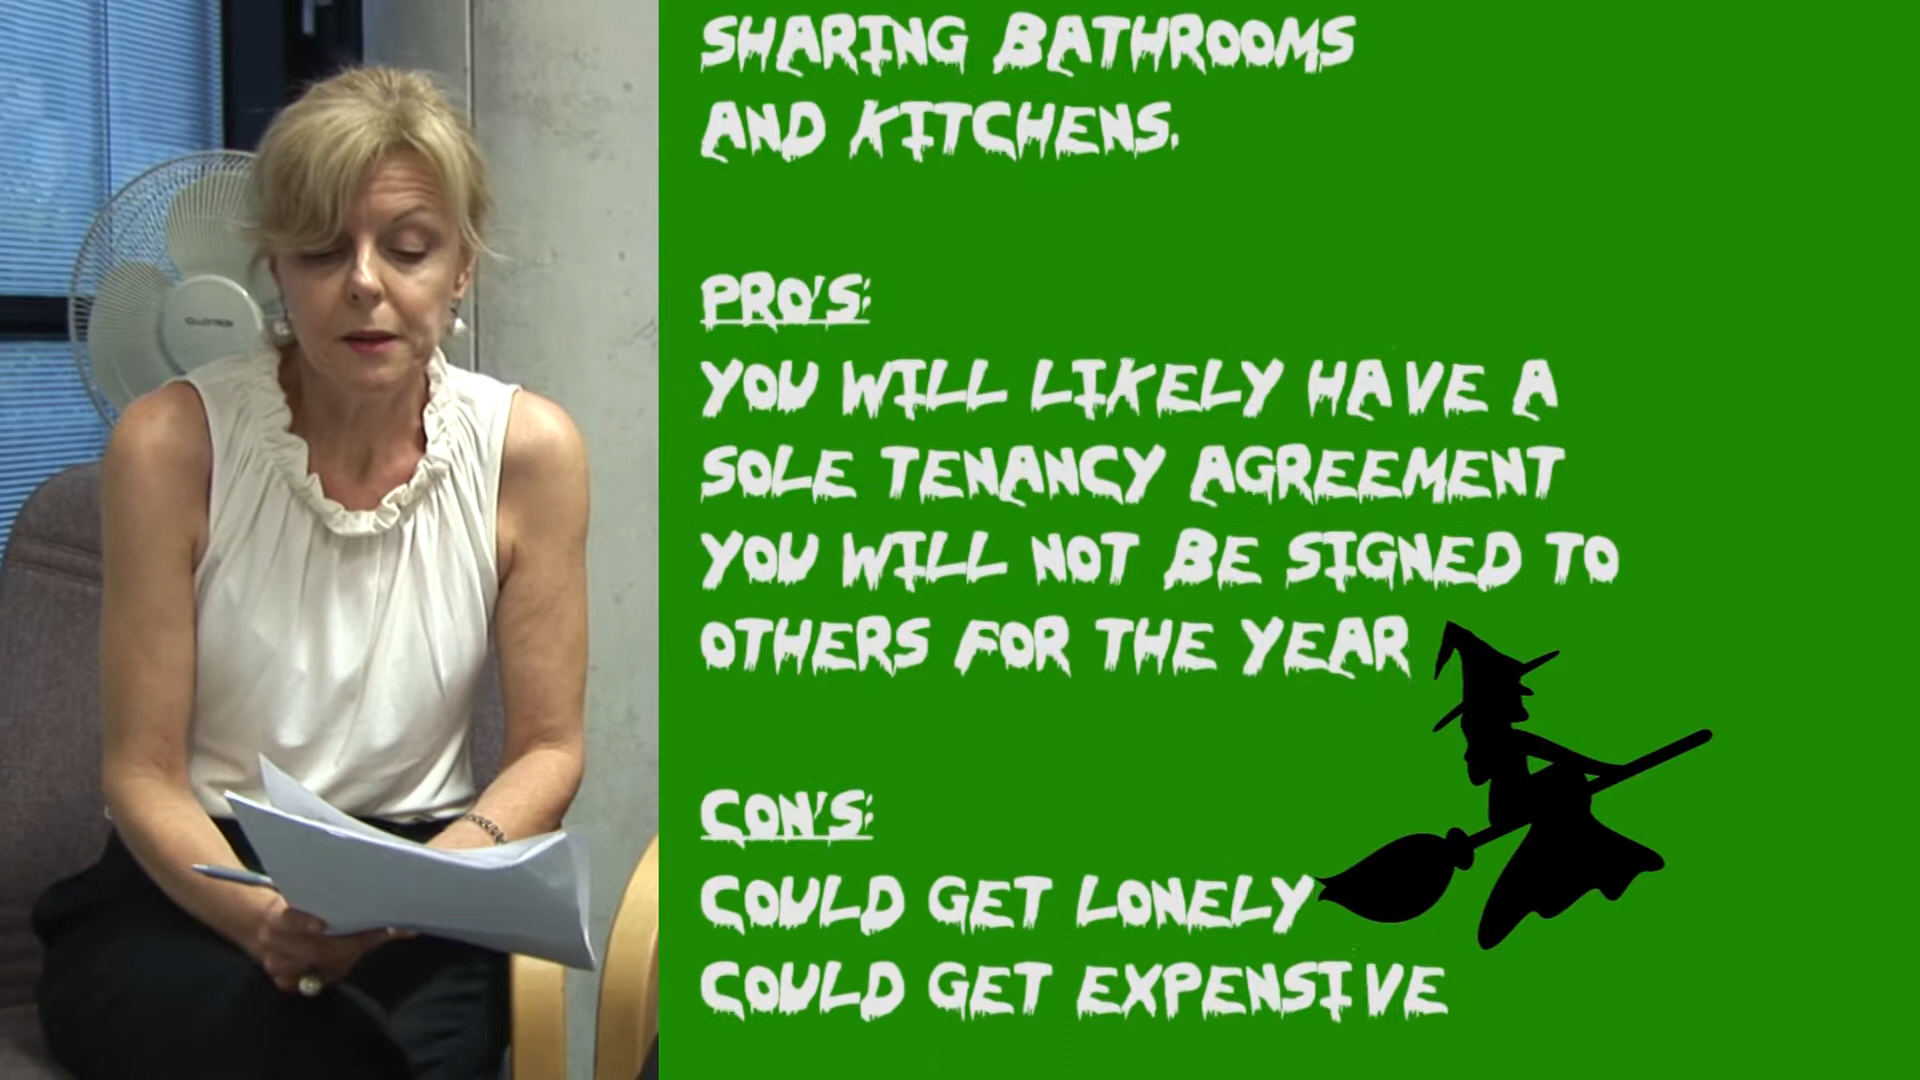 SHARING BATHROOMS
AND KITCHENS.
PRO'S:
YOU WILL LIKELY HAVE A
SOLE TENANCY AGREEMENT
YOU WILL NOT BE SIGNED TO
OTHERS FOR THE YEAR
CON'S:
COULD GET LONELY
COULD GET EXPENSIVE